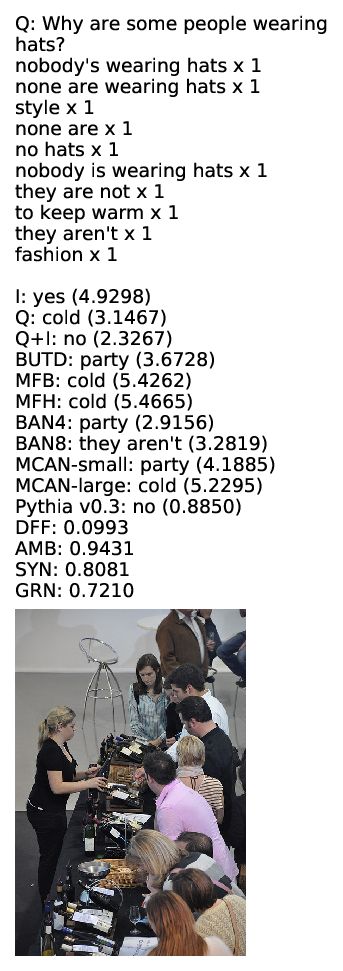 Q: Why are some people wearing
hats?
nobody's wearing hats x 1
none are wearing hats x 1
style x 1
none are x 1
no hats x 1
nobody is wearing hats x 1
they are not x 1
to keep warm x 1
they aren't x 1
fashion x 1
I: yes (4.9298)
Q: cold (3.1467)
Q+I: no (2.3267)
BUTD: party (3.6728)
MFB: cold (5.4262)
MFH: cold (5.4665)
BAN4: party (2.9156)
BAN8: they aren't (3.2819)
MCAN-small: party (4.1885)
MCAN-large: cold (5.2295)
Pythia v0.3: no (0.8850)
DFF: 0.0993
AMB: 0.9431
SYN: 0.8081
GRN: 0.7210